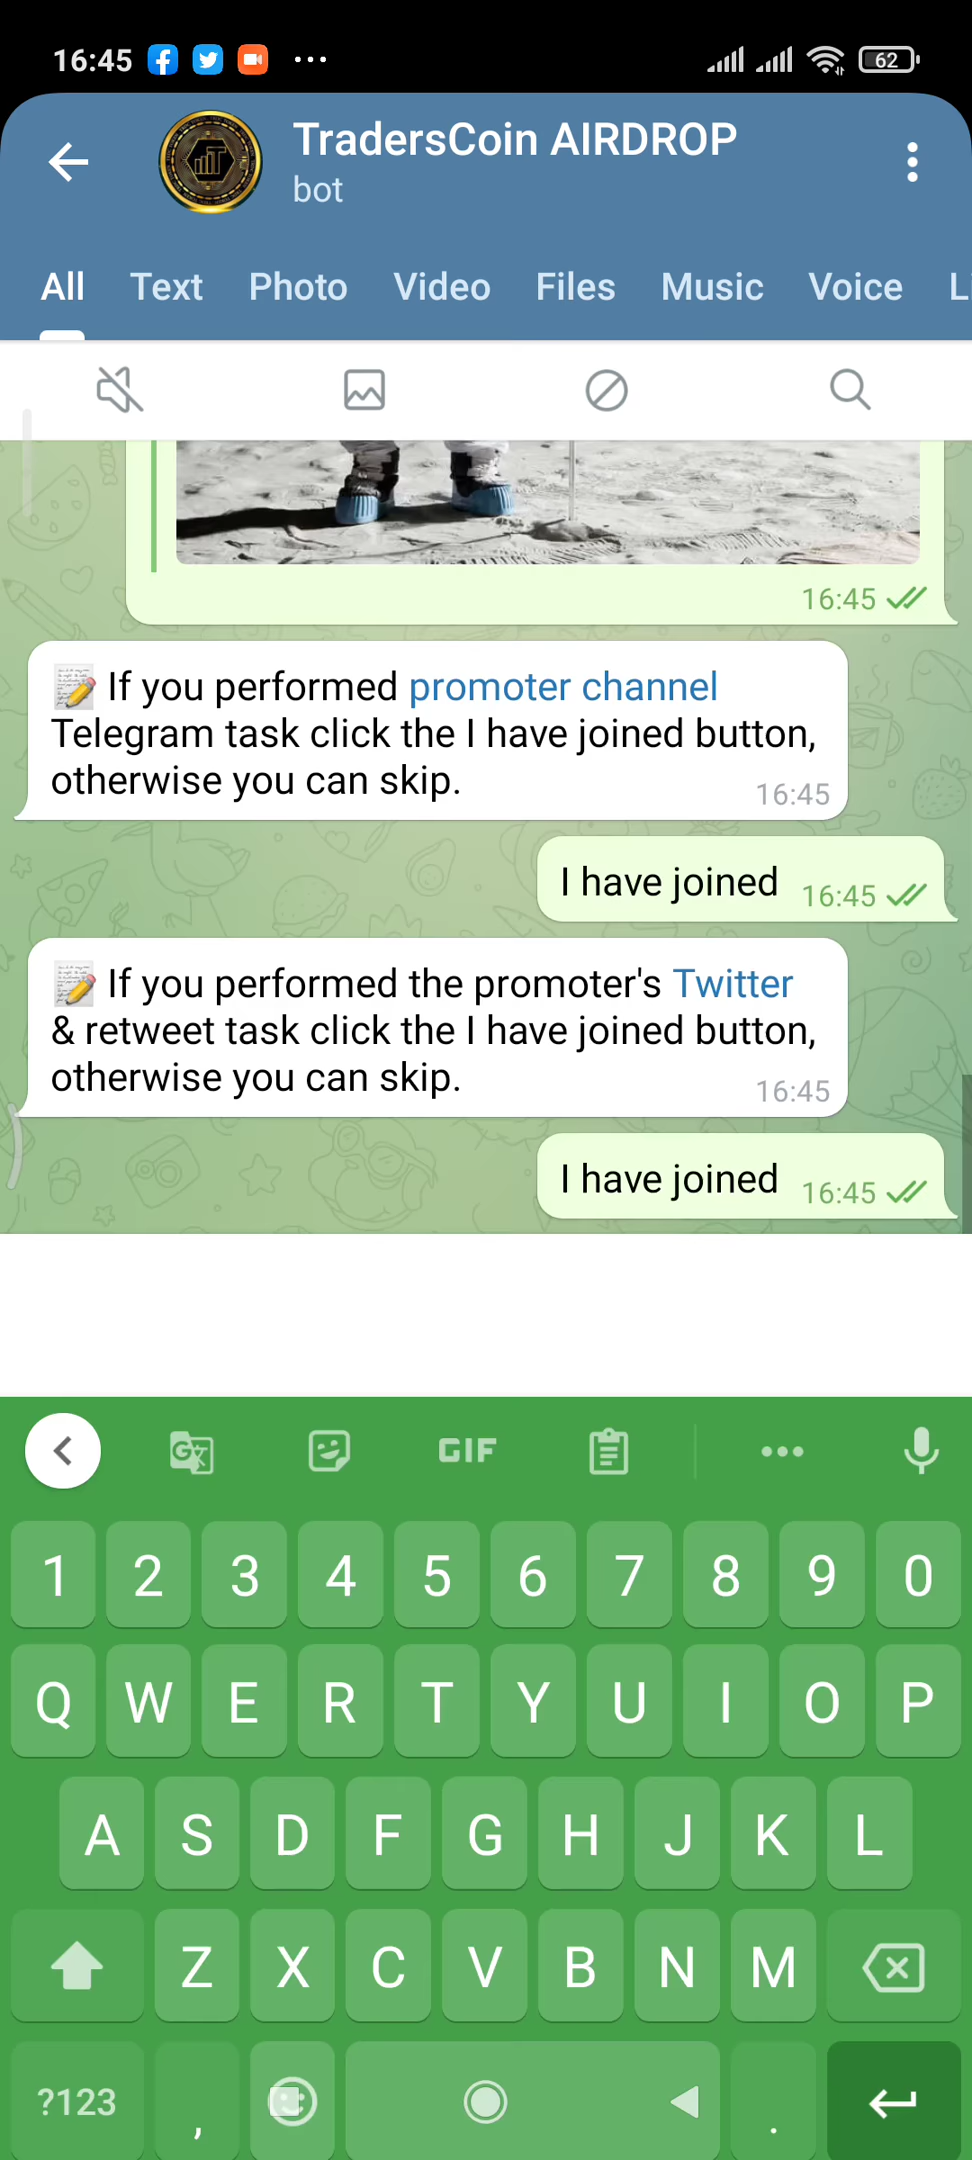 16:45
62
TradersCoin AIRDROP
bot
All Text Photo Video Files Music Voice Li
16:45
If you performed promoter channel
Telegram task click the I have joined button,
otherwise you can skip.
16:45
I have joined 16:45
If you performed the promoter's Twitter
& retweet task click the I have joined button,
otherwise you can skip.
16:45
I have joined 16:45
GIF
1 2 3 4 5 6 7 8 9 0
Q W E R T Y U I O P
A S D F G H J K L
Z X C V B N M
?123 , .